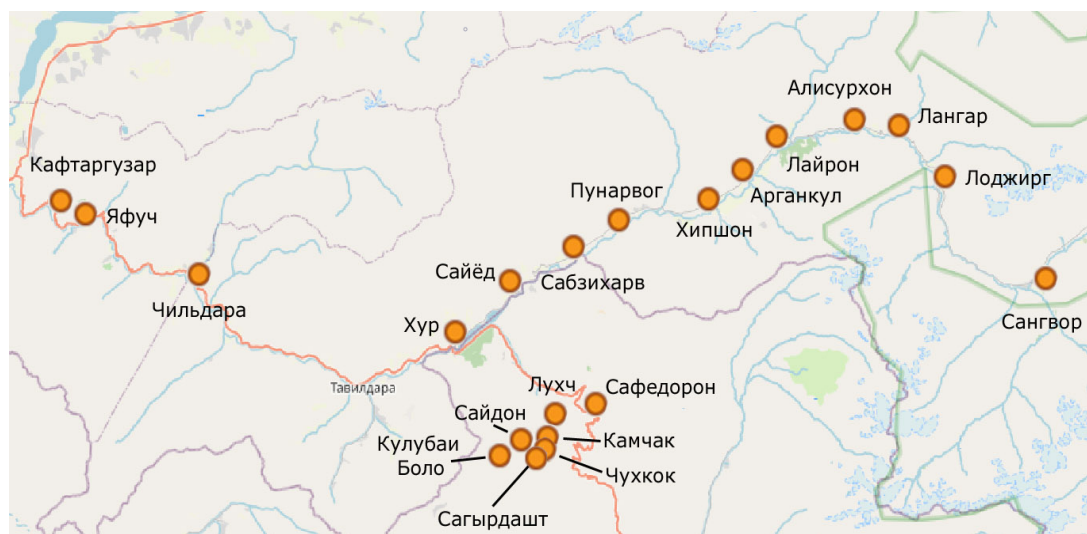 Алисурхон
Лангар
Кафтаргузар
Лайрон
Лоджирг
Пунарвог
Арганкул
Яфуч
Хипшон
Сайёд
Сабзихарв
Чильдара
Сангвор
Хур
Тавилдара
Лухч
Сафедорон
Сайдон
Кулубаи
Боло
Камчак
Чухкок
Сагырдашт